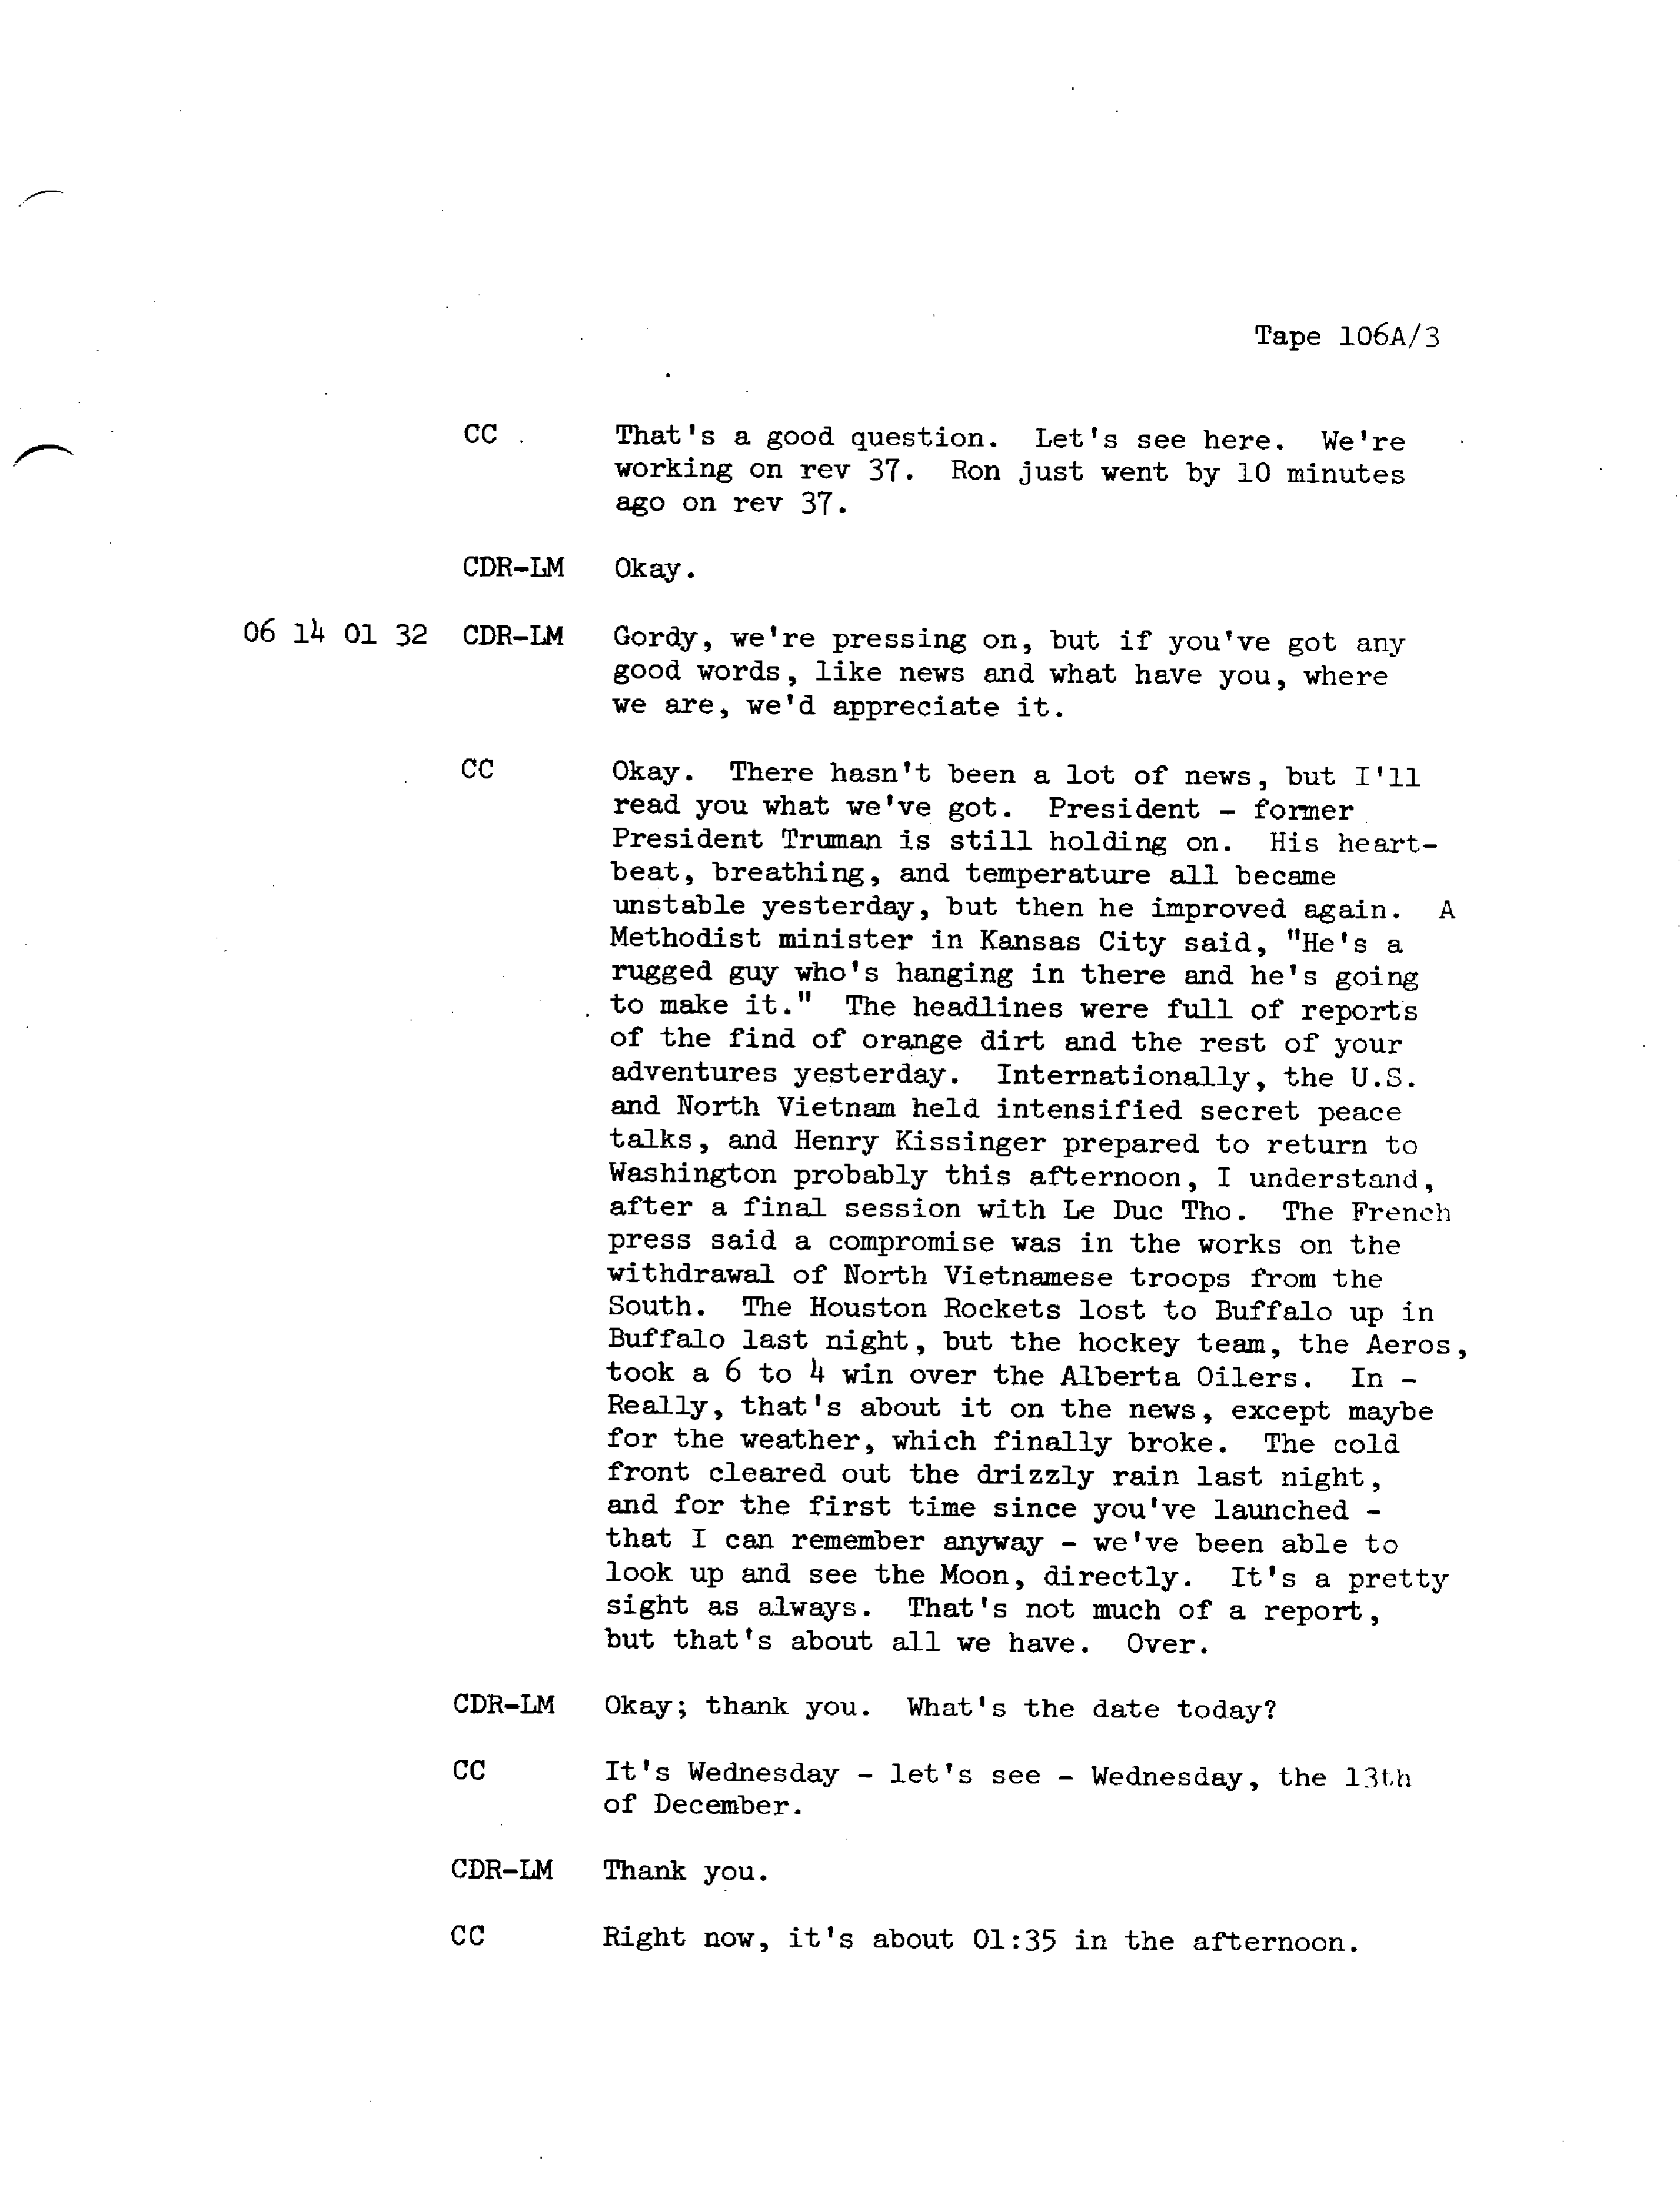 Tape 106A/3
CC That's a good question. Let's see here. We're
working on rev 37. Ron just went by 10 minutes
ago on rev 37.
CDR-LM Okay.
06 14 01 32 CDR-LM Gordy, we're pressing on, but if you've got any
good words, like news and what have you, where
we are, we'd appreciate it.
CC Okay. There hasn't been a lot of news, but I'll
read you what we've got. President - former
President Truman is still holding on. His heart-
beat, breathing, and temperature all became
unstable yesterday, but then he improved again. A
Methodist minister in Kansas City said, "He's a
rugged guy who's hanging in there and he's going
to make it." The headlines were full of reports
of the find of orange dirt and the rest of your
adventures yesterday. Internationally, the U.S.
and North Vietnam held intensified secret peace
talks, and Henry Kissinger prepared to return to
Washington probably this afternoon, I understand,
after a final session with Le Duc Tho. The French
press said a compromise was in the works on the
withdrawal of North Vietnamese troops from the
South. The Houston Rockets lost to Buffalo up in
Buffalo last night, but the hockey team, the Aeros,
took a 6 to 4 win over the Alberta Oilers. In -
Really, that's about it on the news, except maybe
for the weather, which finally broke. The cold
front cleared out the drizzly rain last night,
and for the first time since you've launched -
that I can remember anyway - we've been able to
look up and see the Moon, directly. It's a pretty
sight as always. That's not much of a report,
but that's about all we have. Over.
CDR-LM Okay; thank you. What's the date today?
CC It's Wednesday - let's see - Wednesday, the 13th
of December.
CDR-LM Thank you.
CC Right now, it's about 01:35 in the afternoon.